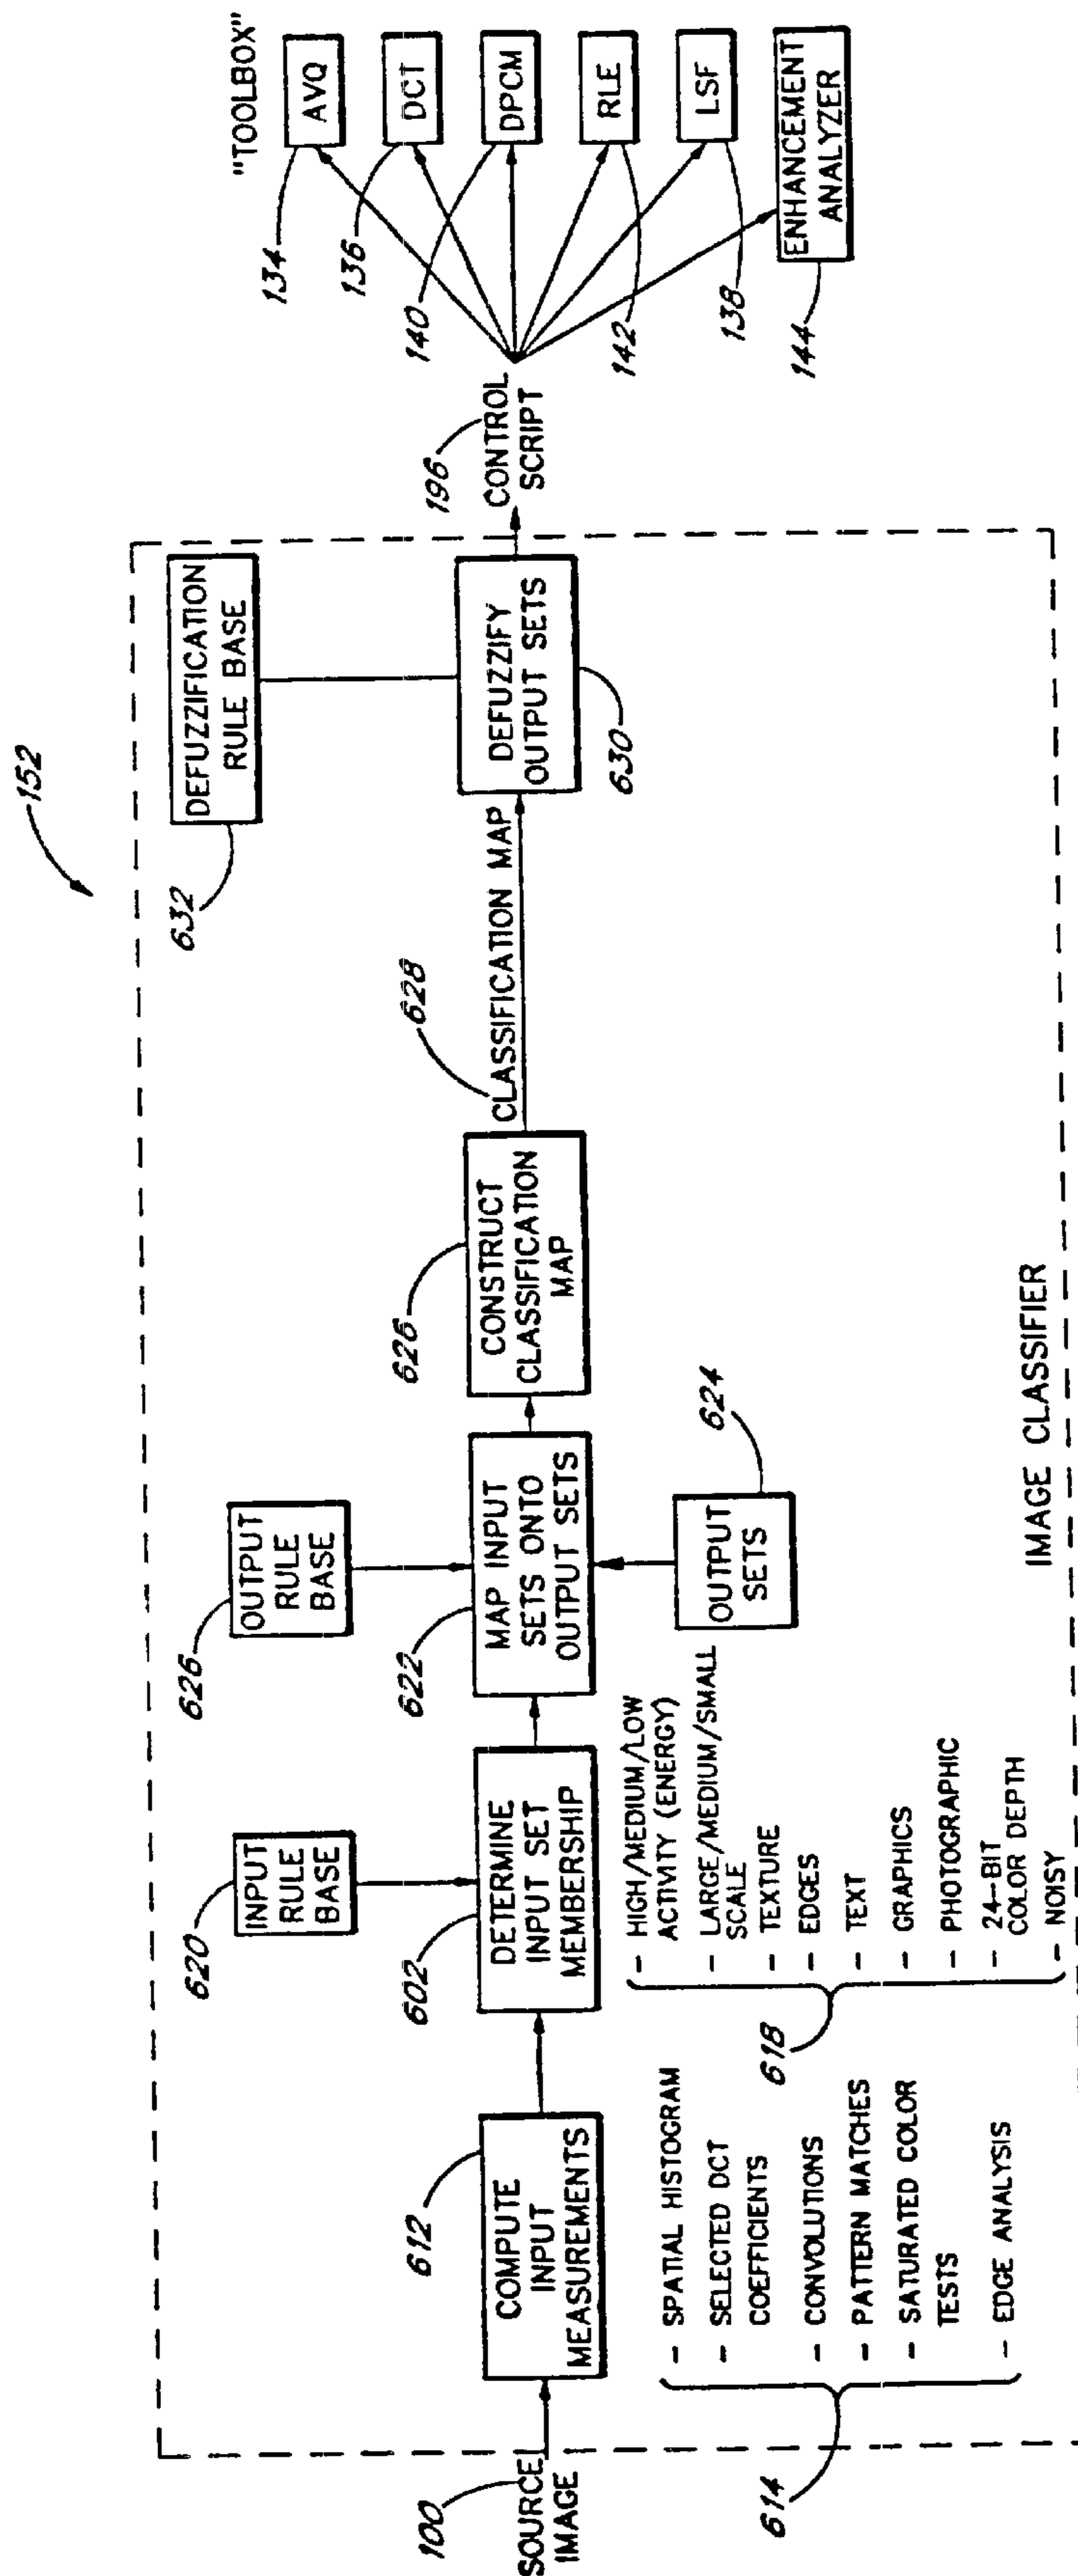 152
100
SOURCE
IMAGE
612
COMPUTE
INPUT
MEASUREMENTS
614
- SPATIAL HISTOGRAM
- SELECTED DCT
COEFFICIENTS
- CONVOLUTIONS
- PATTERN MATCHES
- SATURATED COLOR
TESTS
- EDGE ANALYSIS
620
INPUT
RULE
BASE
602
DETERMINE
INPUT SET
MEMBERSHIP
618
- HIGH/MEDIUM/LOW
ACTIVITY (ENERGY)
- LARGE/MEDIUM/SMALL
SCALE
- TEXTURE
- EDGES
- TEXT
- GRAPHICS
- PHOTOGRAPHIC
- 24-BIT
COLOR DEPTH
- NOISY
626
OUTPUT
RULE
BASE
622
MAP INPUT
SETS ONTO
OUTPUT SETS
624
OUTPUT
SETS
626
CONSTRUCT
CLASSIFICATION
MAP
628
CLASSIFICATION MAP
632
DEFUZZIFICATION
RULE BASE
DEFUZZIFY
OUTPUT SETS
630
IMAGE CLASSIFIER
196
CONTROL
SCRIPT
"TOOLBOX"
134
AVQ
136
DCT
140
DPCM
142
RLE
138
LSF
144
ENHANCEMENT
ANALYZER